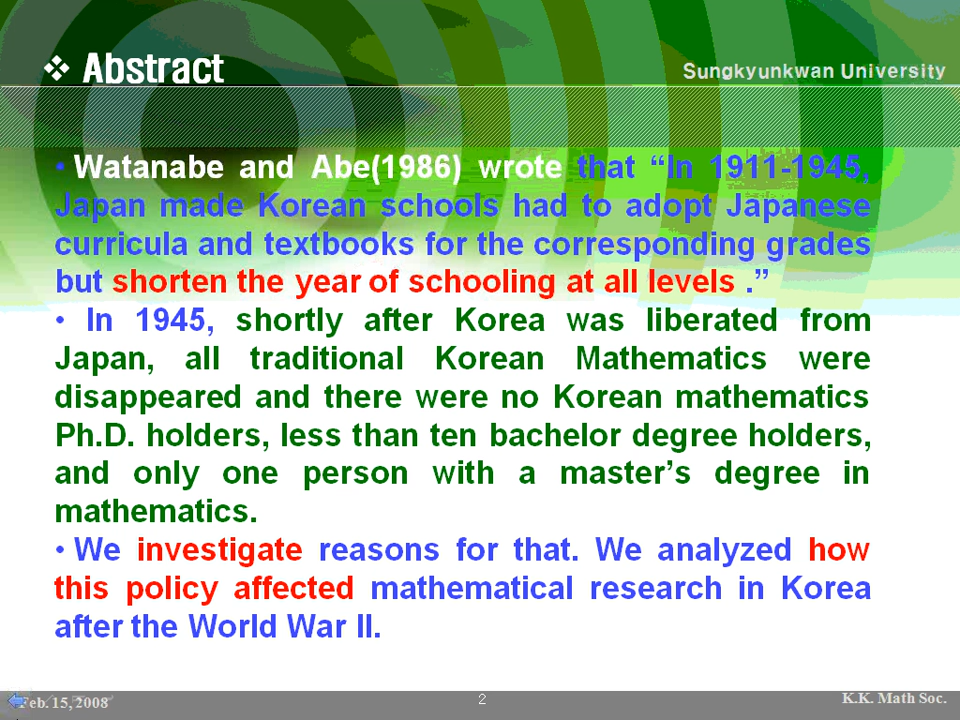 ❖ Abstract
Sungkyunkwan University
• Watanabe and Abe(1986) wrote that “In 1911-1945,
Japan made Korean schools had to adopt Japanese
curricula and textbooks for the corresponding grades
but shorten the year of schooling at all levels .”
• In 1945, shortly after Korea was liberated from
Japan, all traditional Korean Mathematics were
disappeared and there were no Korean mathematics
Ph.D. holders, less than ten bachelor degree holders,
and only one person with a master’s degree in
mathematics.
• We investigate reasons for that. We analyzed how
this policy affected mathematical research in Korea
after the World War II.
Feb. 15, 2008
2
K.K. Math Soc.